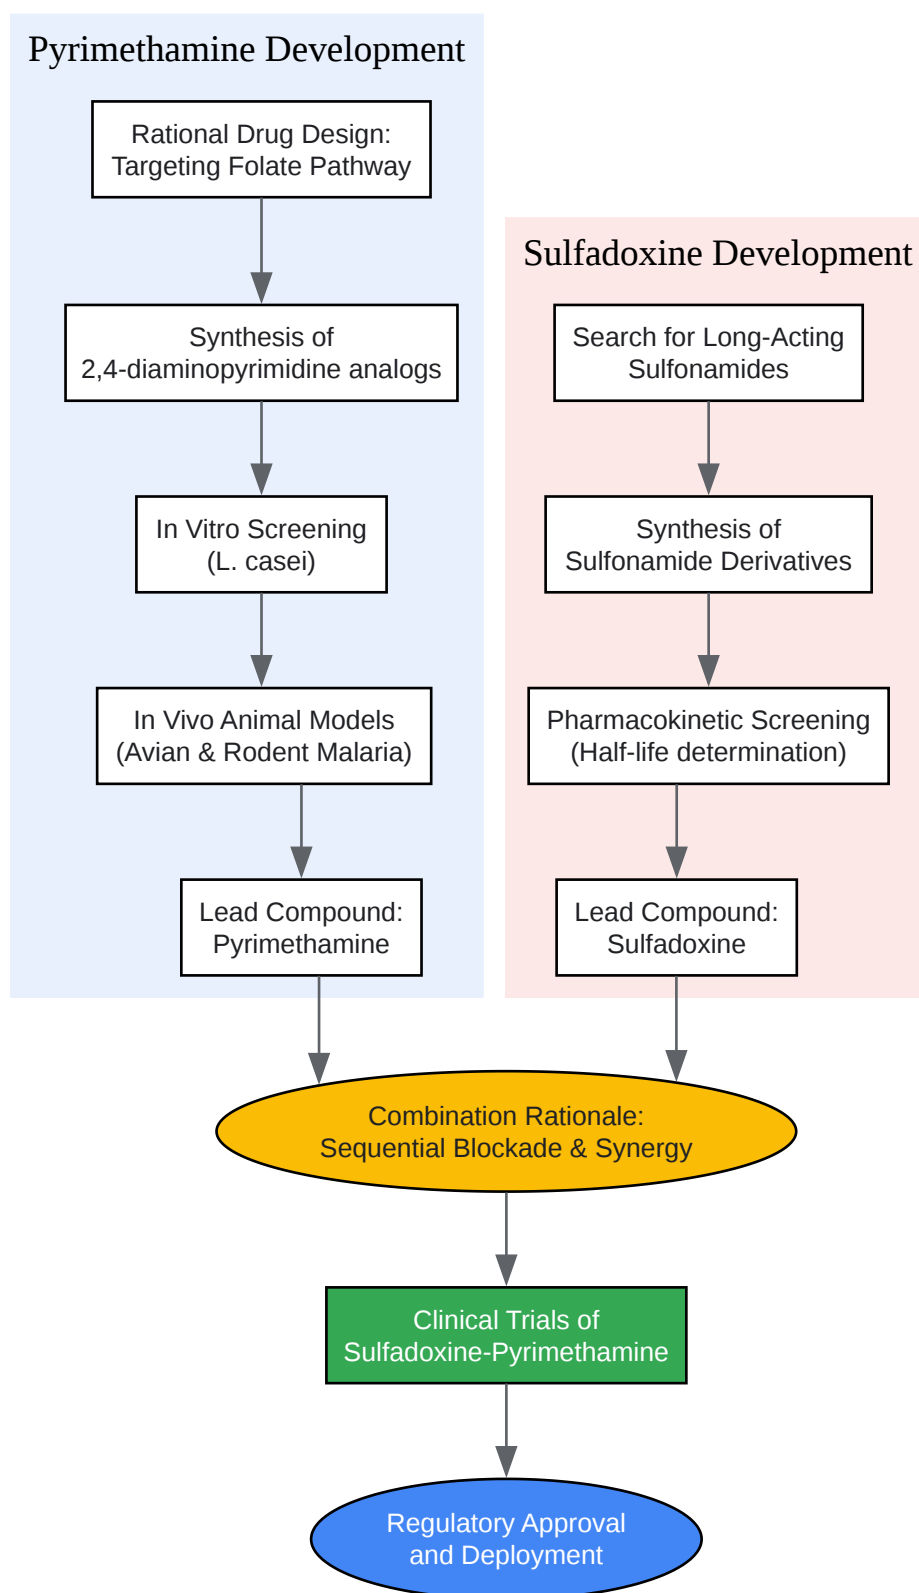 Pyrimethamine Development
Rational Drug Design:
Targeting Folate Pathway
Synthesis of
2,4-diaminopyrimidine analogs
In Vitro Screening
(L. casei)
In Vivo Animal Models
(Avian & Rodent Malaria)
Lead Compound:
Pyrimethamine
Sulfadoxine Development
Search for Long-Acting
Sulfonamides
Synthesis of
Sulfonamide Derivatives
Pharmacokinetic Screening
(Half-life determination)
Lead Compound:
Sulfadoxine
Combination Rationale:
Sequential Blockade & Synergy
Clinical Trials of
Sulfadoxine-Pyrimethamine
Regulatory Approval
and Deployment